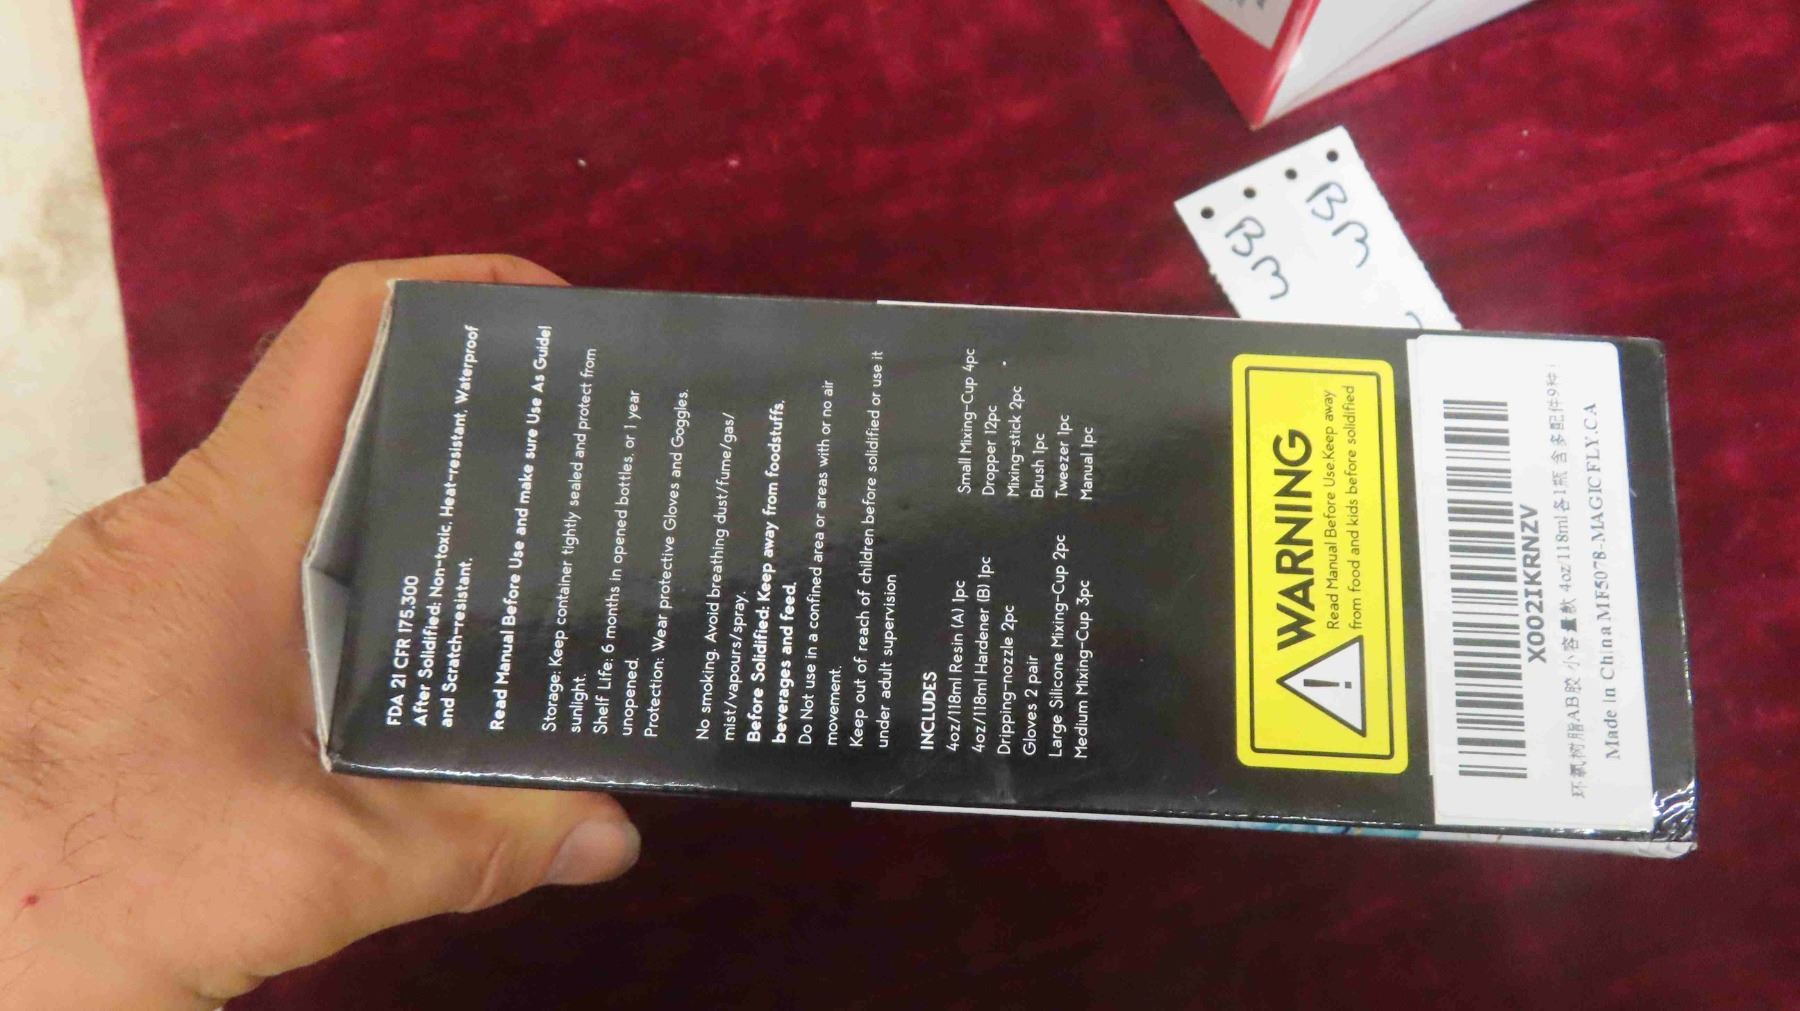 FDA 21 CFR 175.300
After Solidified: Non-toxic, Heat-resistant, Waterproof
and Scratch-resistant.
Read Manual Before Use and make sure Use As Guide!
Storage: Keep container tightly sealed and protect from
sunlight.
Shelf Life: 6 months in opened bottles, or 1 year
unopened.
Protection: Wear protective Gloves and Goggles.
No smoking. Avoid breathing dust/fume/gas/
mist/vapours/spray.
Before Solidified: Keep away from foodstuffs,
beverages and feed.
Do Not use in a confined area or areas with or no air
movement.
Keep out of reach of children before solidified or use it
under adult supervision
INCLUDES
4oz/118ml Resin (A) 1pc
4oz/118ml Hardener (B) 1pc
Dripping-nozzle 2pc
Gloves 2 pair
Large Silicone Mixing-Cup 2pc
Medium Mixing-Cup 3pc
Small Mixing-Cup 4pc
Dropper 12pc
Mixing-stick 2pc
Brush 1pc
Tweezer 1pc
Manual 1pc
WARNING
Read Manual Before Use.Keep away
from food and kids before solidified
X002IKRNZV
环氧树脂AB胶 小容量款 4oz/118ml各1瓶 含多配件9种
Made in China MF5078-MAGICFLY.CA
BM
BM